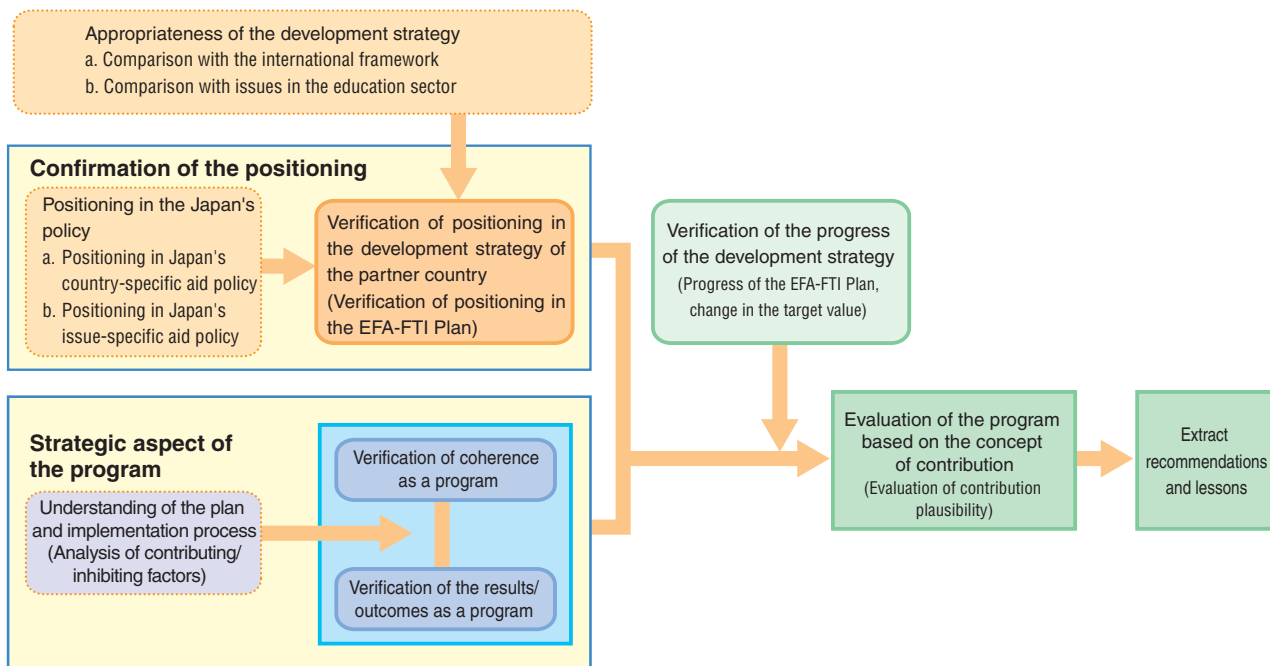 Appropriateness of the development strategy
a. Comparison with the international framework
b. Comparison with issues in the education sector
Confirmation of the positioning
Positioning in the Japan's
policy
a. Positioning in Japan's
country-specific aid policy
b. Positioning in Japan's
issue-specific aid policy
Verification of positioning in
the development strategy of
the partner country
(Verification of positioning in
the EFA-FTI Plan)
Verification of the progress
of the development strategy
(Progress of the EFA-FTI Plan,
change in the target value)
Strategic aspect of
the program
Understanding of the plan
and implementation process
(Analysis of contributing/
inhibiting factors)
Verification of coherence
as a program
Verification of the results/
outcomes as a program
Evaluation of the program
based on the concept
of contribution
(Evaluation of contribution
plausibility)
Extract
recommendations
and lessons